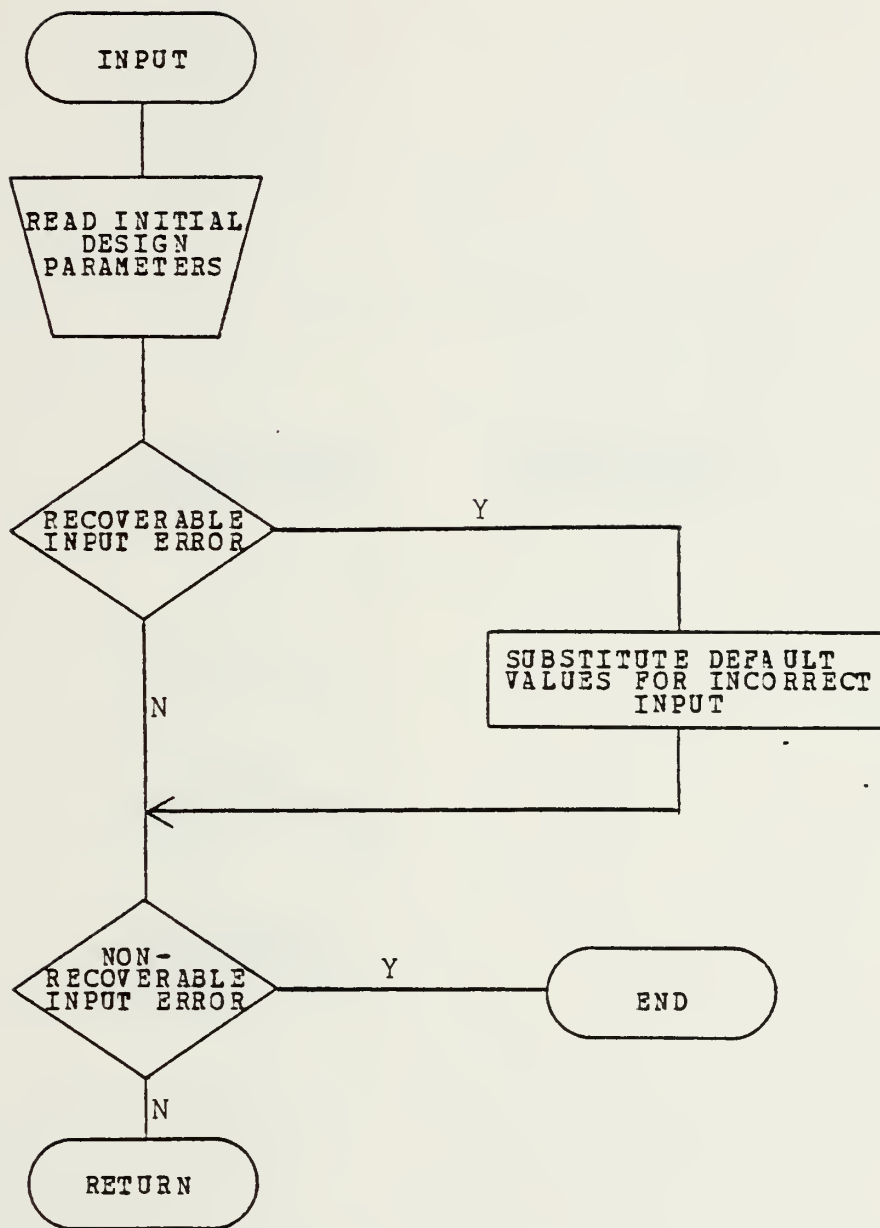 INPUT
READ INITIAL
DESIGN
PARAMETERS
RECOVERABLE
INPUT ERROR
Y
N
SUBSTITUTE DEFAULT
VALUES FOR INCORRECT
INPUT
NON-
RECOVERABLE
INPUT ERROR
Y
END
N
RETURN